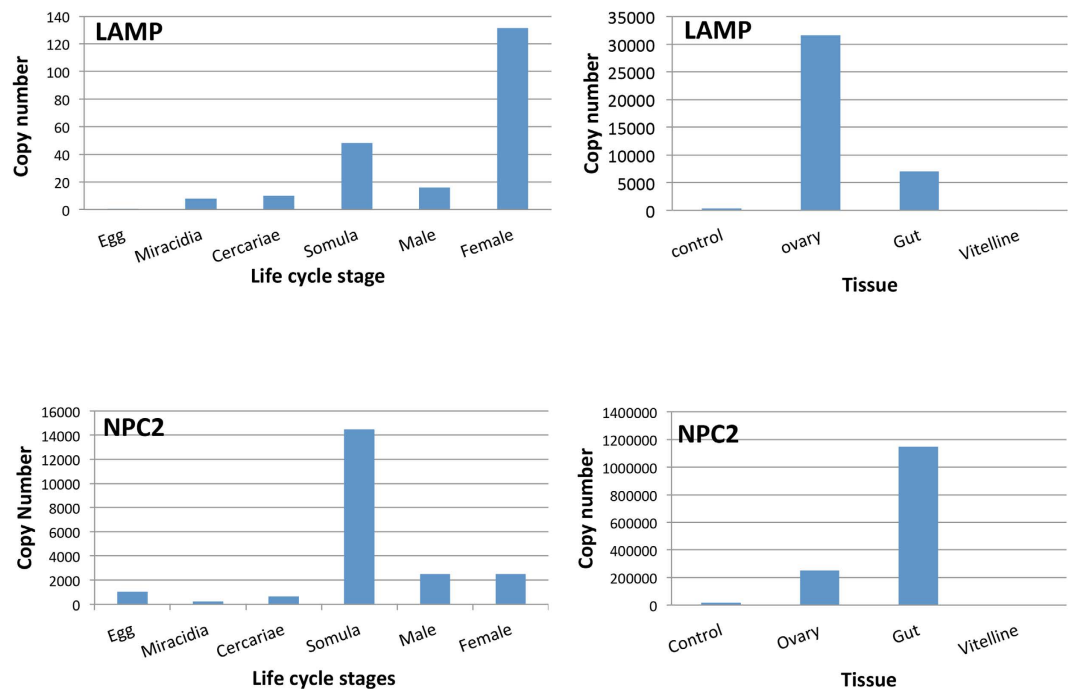 LAMP
Copy number
140
120
100
80
60
40
20
0
Egg
Miracidia
Cercariae
Somula
Male
Female
Life cycle stage
LAMP
Copy number
35000
30000
25000
20000
15000
10000
5000
0
control
ovary
Gut
Vitelline
Tissue
NPC2
Copy Number
16000
14000
12000
10000
8000
6000
4000
2000
0
Egg
Miracidia
Cercariae
Somula
Male
Female
Life cycle stages
NPC2
Copy number
1400000
1200000
1000000
800000
600000
400000
200000
0
Control
Ovary
Gut
Vitelline
Tissue